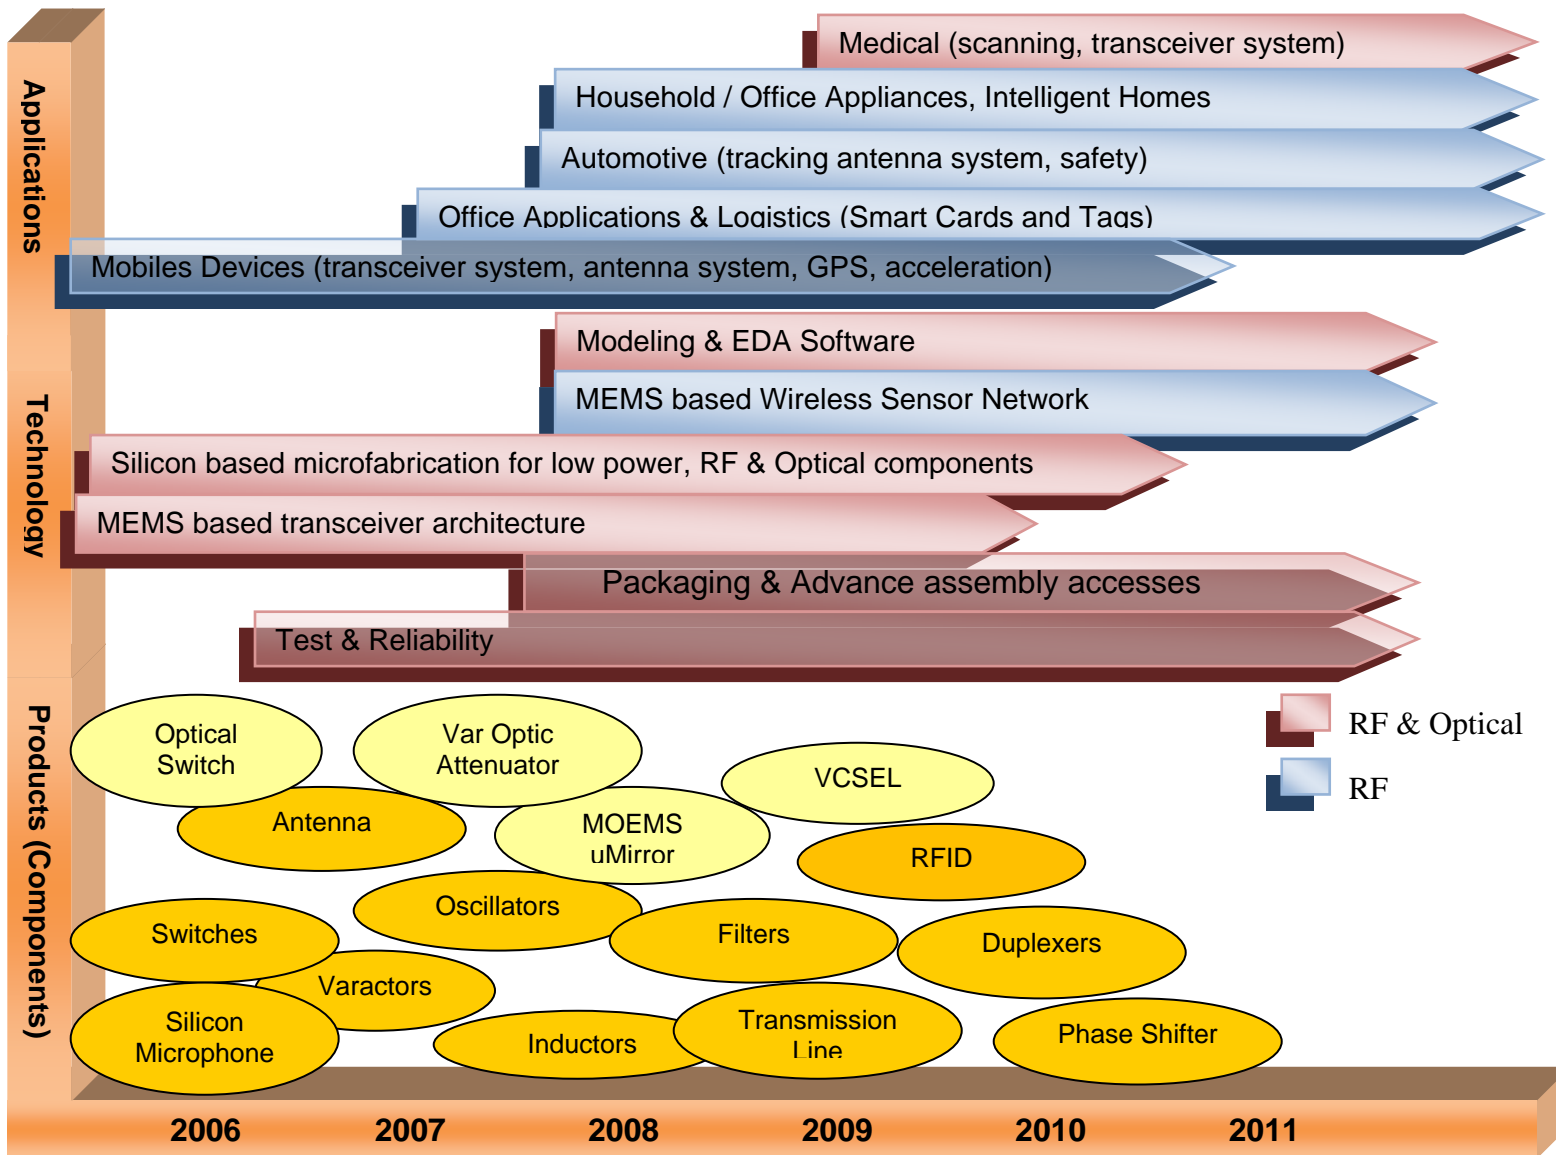 Applications
Medical (scanning, transceiver system)
Household / Office Appliances, Intelligent Homes
Automotive (tracking antenna system, safety)
Office Applications & Logistics (Smart Cards and Tags)
Mobiles Devices (transceiver system, antenna system, GPS, acceleration)
Technology
Modeling & EDA Software
MEMS based Wireless Sensor Network
Silicon based microfabrication for low power, RF & Optical components
MEMS based transceiver architecture
Packaging & Advance assembly accesses
Test & Reliability
Products (Components)
Optical
Switch
Var Optic
Attenuator
VCSEL
RF & Optical
RF
Antenna
MOEMS
uMirror
RFID
Oscillators
Switches
Filters
Duplexers
Varactors
Silicon
Microphone
Inductors
Transmission
Line
Phase Shifter
2006
2007
2008
2009
2010
2011